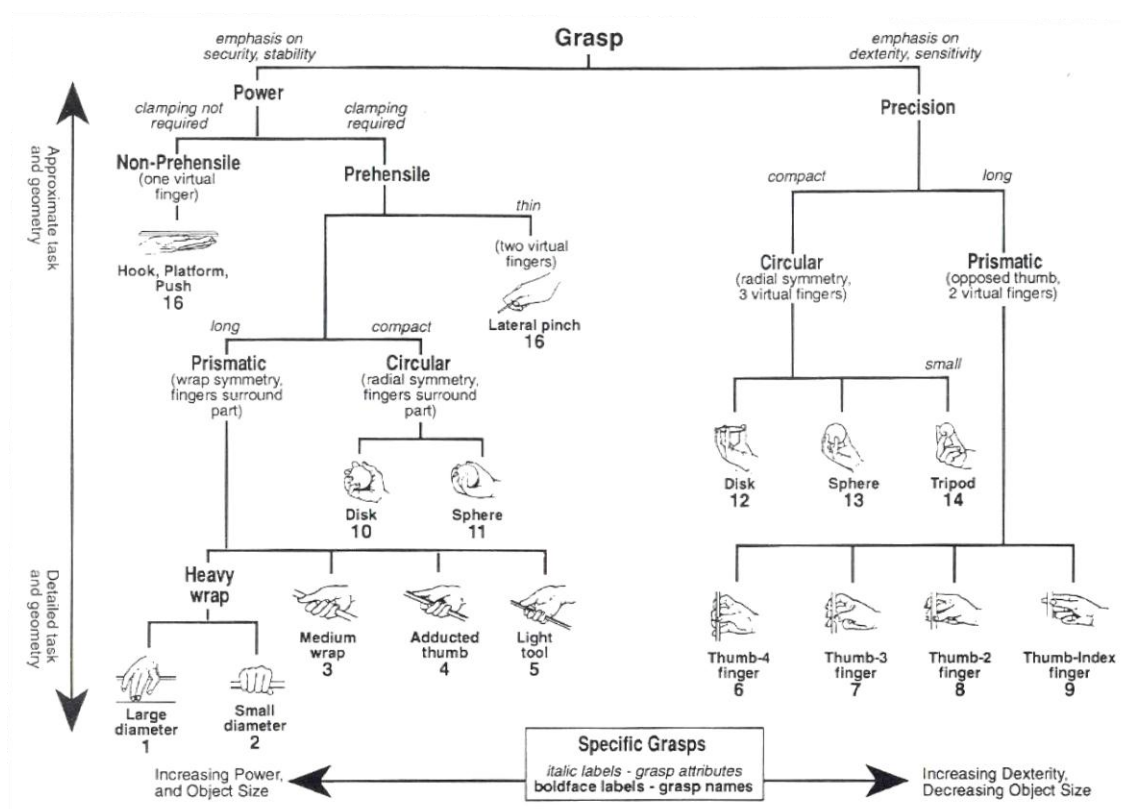 Grasp
emphasis on
security, stability
emphasis on
dexterity, sensitivity
Power
Precision
clamping not
required
clamping
required
Non-Prehensile
(one virtual
finger)
Prehensile
Hook, Platform,
Push
16
thin
(two virtual
fingers)
Lateral pinch
16
long
compact
Prismatic
(wrap symmetry,
fingers surround
part)
Circular
(radial symmetry,
fingers surround
part)
Disk
10
Sphere
11
Heavy
wrap
Large
diameter
1
Small
diameter
2
Medium
wrap
3
Adducted
thumb
4
Light
tool
5
compact
long
Circular
(radial symmetry,
3 virtual fingers)
Prismatic
(opposed thumb,
2 virtual fingers)
small
Disk
12
Sphere
13
Tripod
14
Thumb-4
finger
6
Thumb-3
finger
7
Thumb-2
finger
8
Thumb-Index
finger
9
Approximate task
and geometry
Detailed task
and geometry
Increasing Power,
and Object Size
Specific Grasps
italic labels - grasp attributes
boldface labels - grasp names
Increasing Dexterity,
Decreasing Object Size